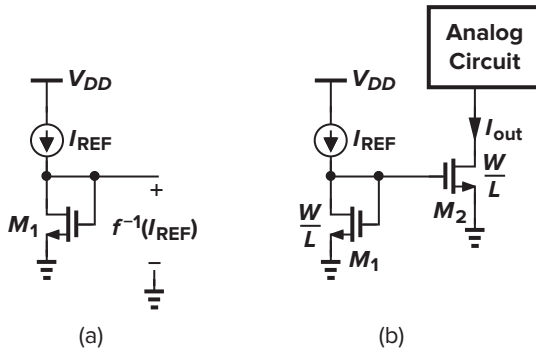 V_DD
I_REF
M_1
+
f^−1(I_REF)
−
(a)
V_DD
I_REF
W/L
M_1
Analog
Circuit
I_out
W/L
M_2
(b)